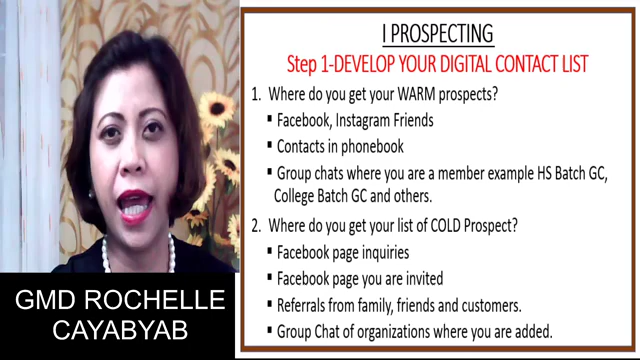 I PROSPECTING
Step 1-DEVELOP YOUR DIGITAL CONTACT LIST
1. Where do you get your WARM prospects?
▪ Facebook, Instagram Friends
▪ Contacts in phonebook
▪ Group chats where you are a member example HS Batch GC,
College Batch GC and others.
2. Where do you get your list of COLD Prospect?
▪ Facebook page inquiries
▪ Facebook page you are invited
▪ Referrals from family, friends and customers.
▪ Group Chat of organizations where you are added.
GMD ROCHELLE
CAYABYAB